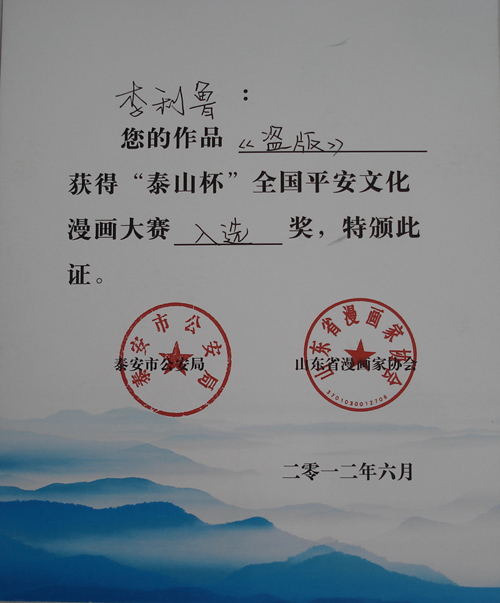 李利鲁：
您的作品《盗版》
获得“泰山杯”全国平安文化
漫画大赛 入选 奖，特颁此
证。
泰安市公安局
山东省漫画家协会
泰安市公安局
山东省漫画家协会
3701030012706
二零一二年六月